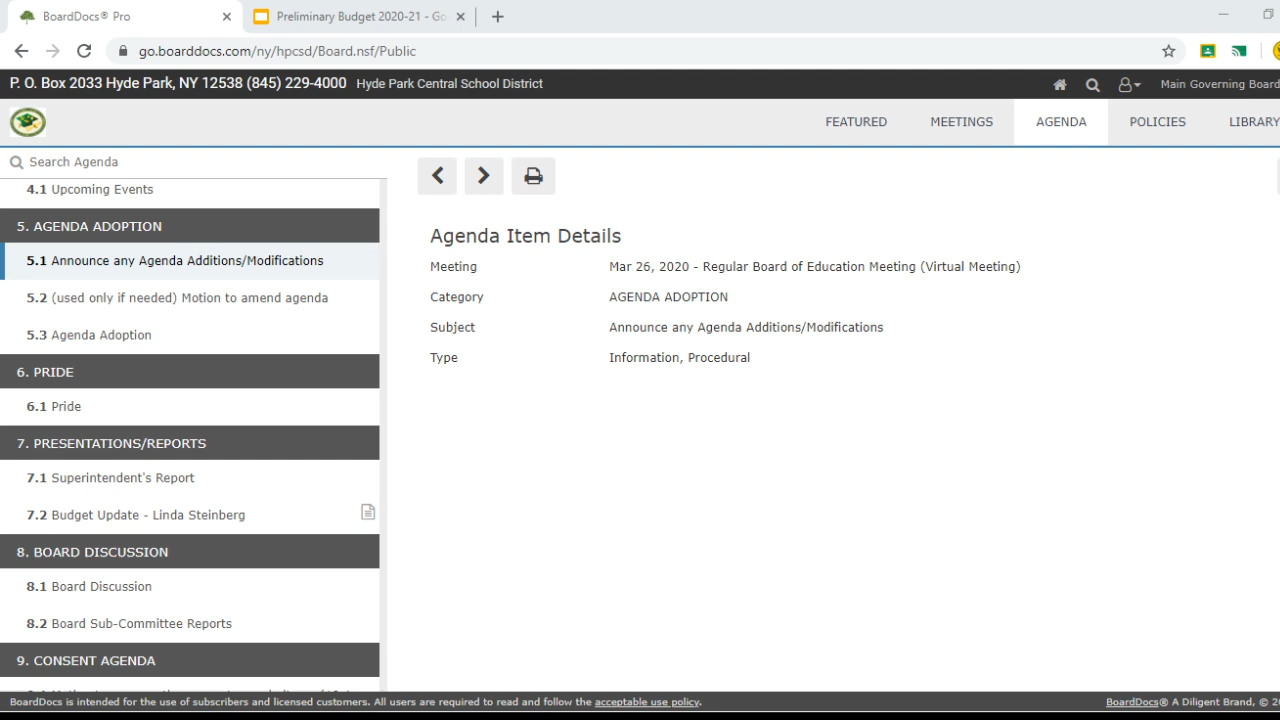 BoardDocs® Pro
Preliminary Budget 2020-21 - Go
go.boarddocs.com/ny/hpcsd/Board.nsf/Public
P. O. Box 2033 Hyde Park, NY 12538 (845) 229-4000 Hyde Park Central School District
Main Governing Board
FEATURED MEETINGS AGENDA POLICIES LIBRARY
Search Agenda
4.1 Upcoming Events
5. AGENDA ADOPTION
5.1 Announce any Agenda Additions/Modifications
5.2 (used only if needed) Motion to amend agenda
5.3 Agenda Adoption
6. PRIDE
6.1 Pride
7. PRESENTATIONS/REPORTS
7.1 Superintendent's Report
7.2 Budget Update - Linda Steinberg
8. BOARD DISCUSSION
8.1 Board Discussion
8.2 Board Sub-Committee Reports
9. CONSENT AGENDA
Agenda Item Details
Meeting Mar 26, 2020 - Regular Board of Education Meeting (Virtual Meeting)
Category AGENDA ADOPTION
Subject Announce any Agenda Additions/Modifications
Type Information, Procedural
BoardDocs is intended for the use of subscribers and licensed customers. All users are required to read and follow the acceptable use policy.
BoardDocs® A Diligent Brand, © 2